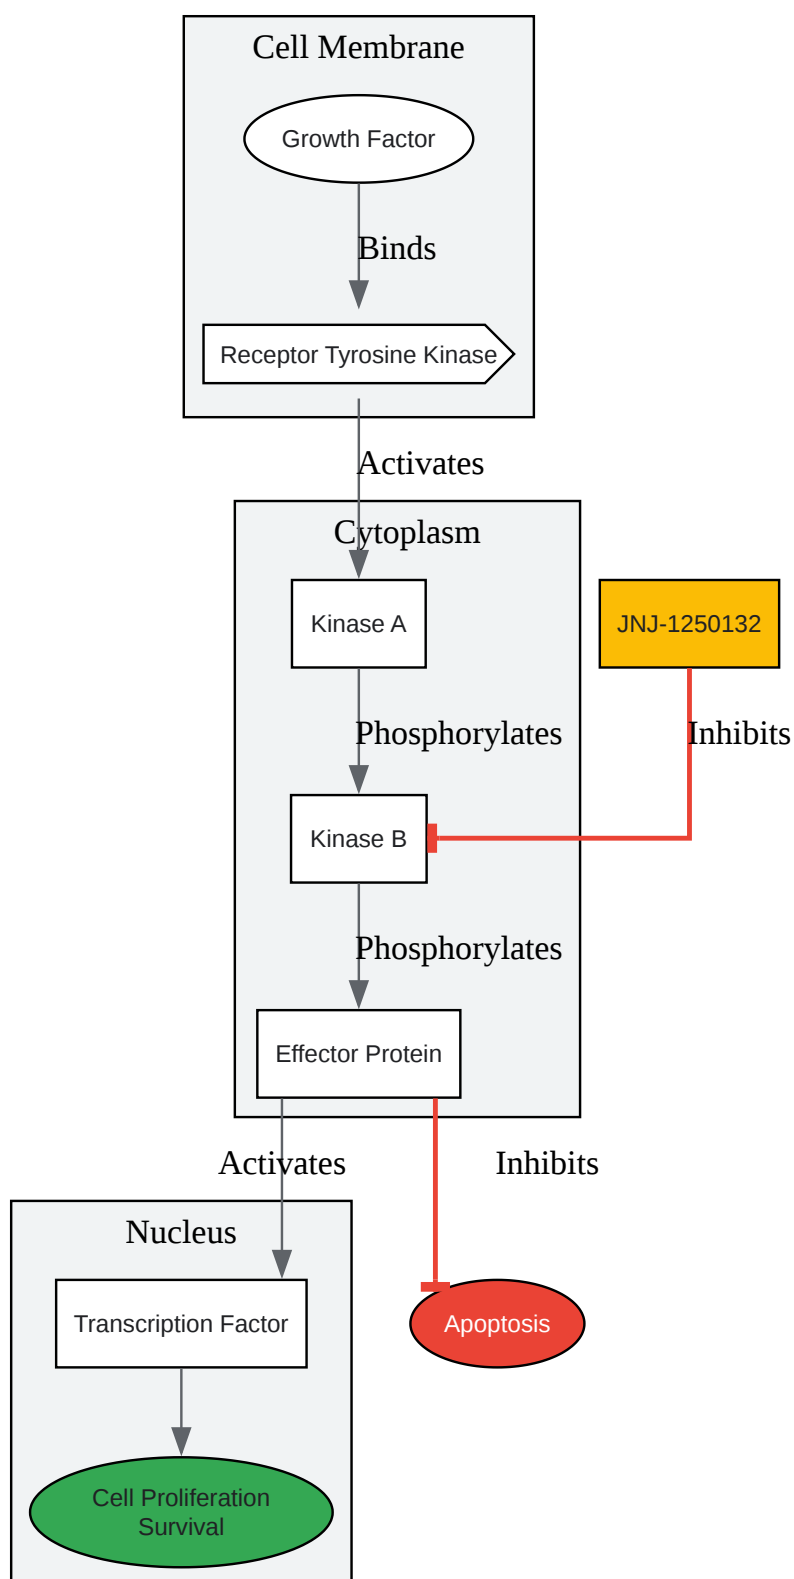 Cell Membrane
Growth Factor
Binds
Receptor Tyrosine Kinase
Activates
Cytoplasm
Kinase A
JNJ-1250132
Phosphorylates
Inhibits
Kinase B
Phosphorylates
Effector Protein
Activates
Inhibits
Nucleus
Transcription Factor
Apoptosis
Cell Proliferation
Survival